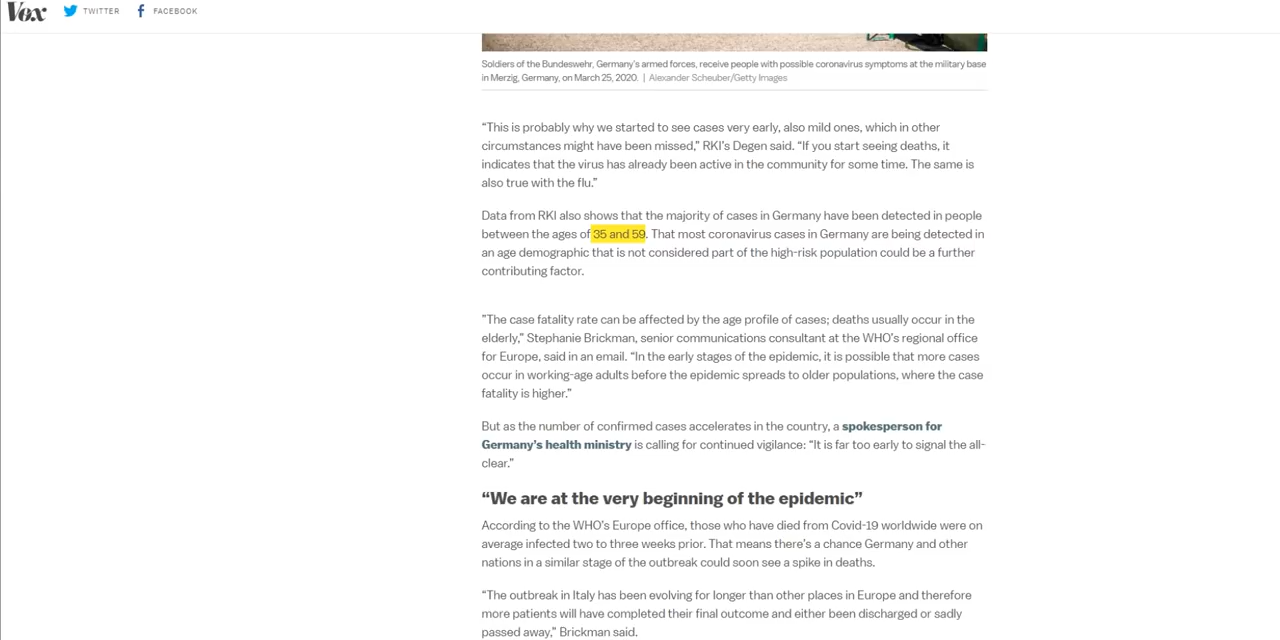 Vox TWITTER FACEBOOK
Soldiers of the Bundeswehr, Germany's armed forces, receive people with possible coronavirus symptoms at the military base
in Merzig, Germany, on March 25, 2020. | Alexander Scheuber/Getty Images
“This is probably why we started to see cases very early, also mild ones, which in other
circumstances might have been missed,” RKI’s Degen said. “If you start seeing deaths, it
indicates that the virus has already been active in the community for some time. The same is
also true with the flu.”
Data from RKI also shows that the majority of cases in Germany have been detected in people
between the ages of 35 and 59. That most coronavirus cases in Germany are being detected in
an age demographic that is not considered part of the high-risk population could be a further
contributing factor.
”The case fatality rate can be affected by the age profile of cases; deaths usually occur in the
elderly,” Stephanie Brickman, senior communications consultant at the WHO’s regional office
for Europe, said in an email. “In the early stages of the epidemic, it is possible that more cases
occur in working-age adults before the epidemic spreads to older populations, where the case
fatality is higher.”
But as the number of confirmed cases accelerates in the country, a spokesperson for
Germany’s health ministry is calling for continued vigilance: “It is far too early to signal the all-
clear.”
“We are at the very beginning of the epidemic”
According to the WHO’s Europe office, those who have died from Covid-19 worldwide were on
average infected two to three weeks prior. That means there’s a chance Germany and other
nations in a similar stage of the outbreak could soon see a spike in deaths.
“The outbreak in Italy has been evolving for longer than other places in Europe and therefore
more patients will have completed their final outcome and either been discharged or sadly
passed away,” Brickman said.